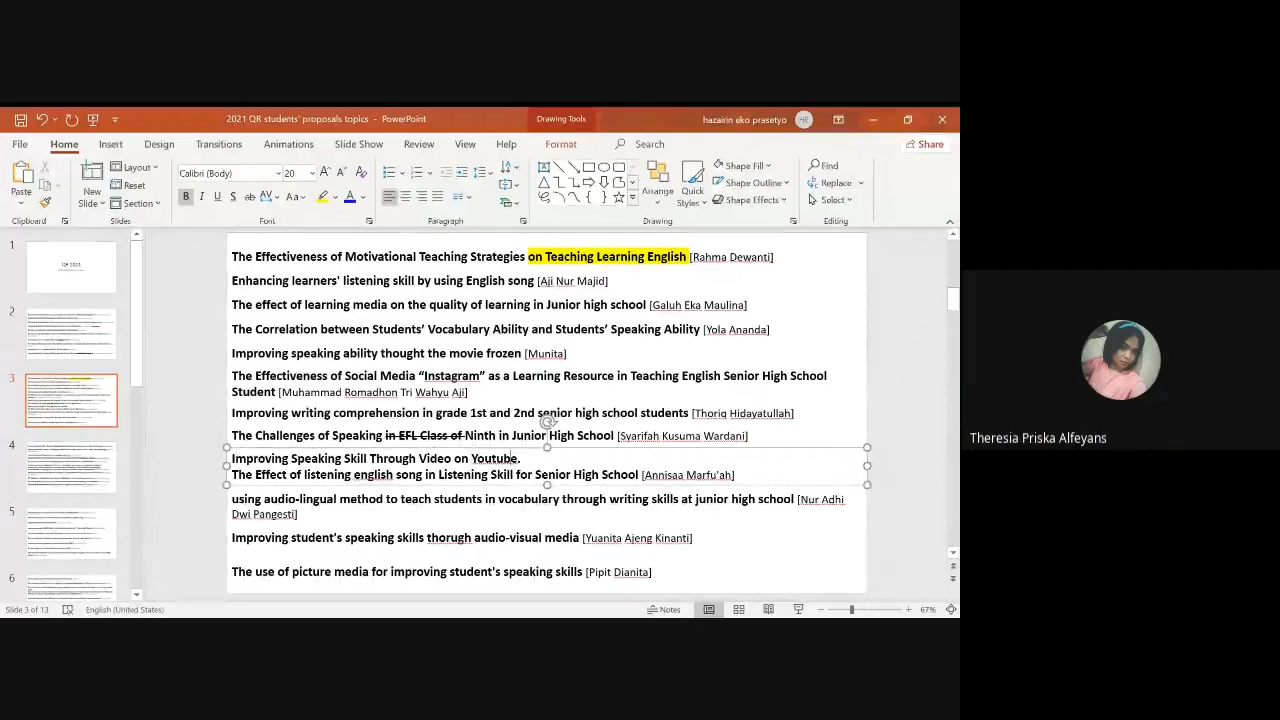 2021 QR students' proposals topics - PowerPoint
Drawing Tools
hazairin eko prasetyo
HE
File Home Insert Design Transitions Animations Slide Show Review View Help Format Search Share
Paste
Clipboard
New Slide
Layout
Reset
Section
Slides
Calibri (Body) 20
B I U S ab AV Aa A
Font
Paragraph
Arrange
Quick Styles
Shape Fill
Shape Outline
Shape Effects
Drawing
Find
Replace
Select
Editing
1
2
3
4
5
6
The Effectiveness of Motivational Teaching Strategies on Teaching Learning English [Rahma Dewanti]
Enhancing learners' listening skill by using English song [Aji Nur Majid]
The effect of learning media on the quality of learning in Junior high school [Galuh Eka Maulina]
The Correlation between Students' Vocabulary Ability and Students' Speaking Ability [Yola Ananda]
Improving speaking ability thought the movie frozen [Munita]
The Effectiveness of Social Media "Instagram" as a Learning Resource in Teaching English Senior High School
Student [Muhammad Romadhon Tri Wahyu Aji]
Improving writing comprehension in grade 1st and 2nd senior high school students [Thoriq Hidayatullah]
The Challenges of Speaking in EFL Class of Ninth in Junior High School [Syarifah Kusuma Wardani]
Improving Speaking Skill Through Video on Youtube.
The Effect of listening english song in Listening Skill for Senior High School [Annisaa Marfu'ah]
using audio-lingual method to teach students in vocabulary through writing skills at junior high school [Nur Adhi
Dwi Pangesti]
Improving student's speaking skills thorugh audio-visual media [Yuanita Ajeng Kinanti]
The use of picture media for improving student's speaking skills [Pipit Dianita]
Theresia Priska Alfeyans
Slide 3 of 13 English (United States) Notes 67%